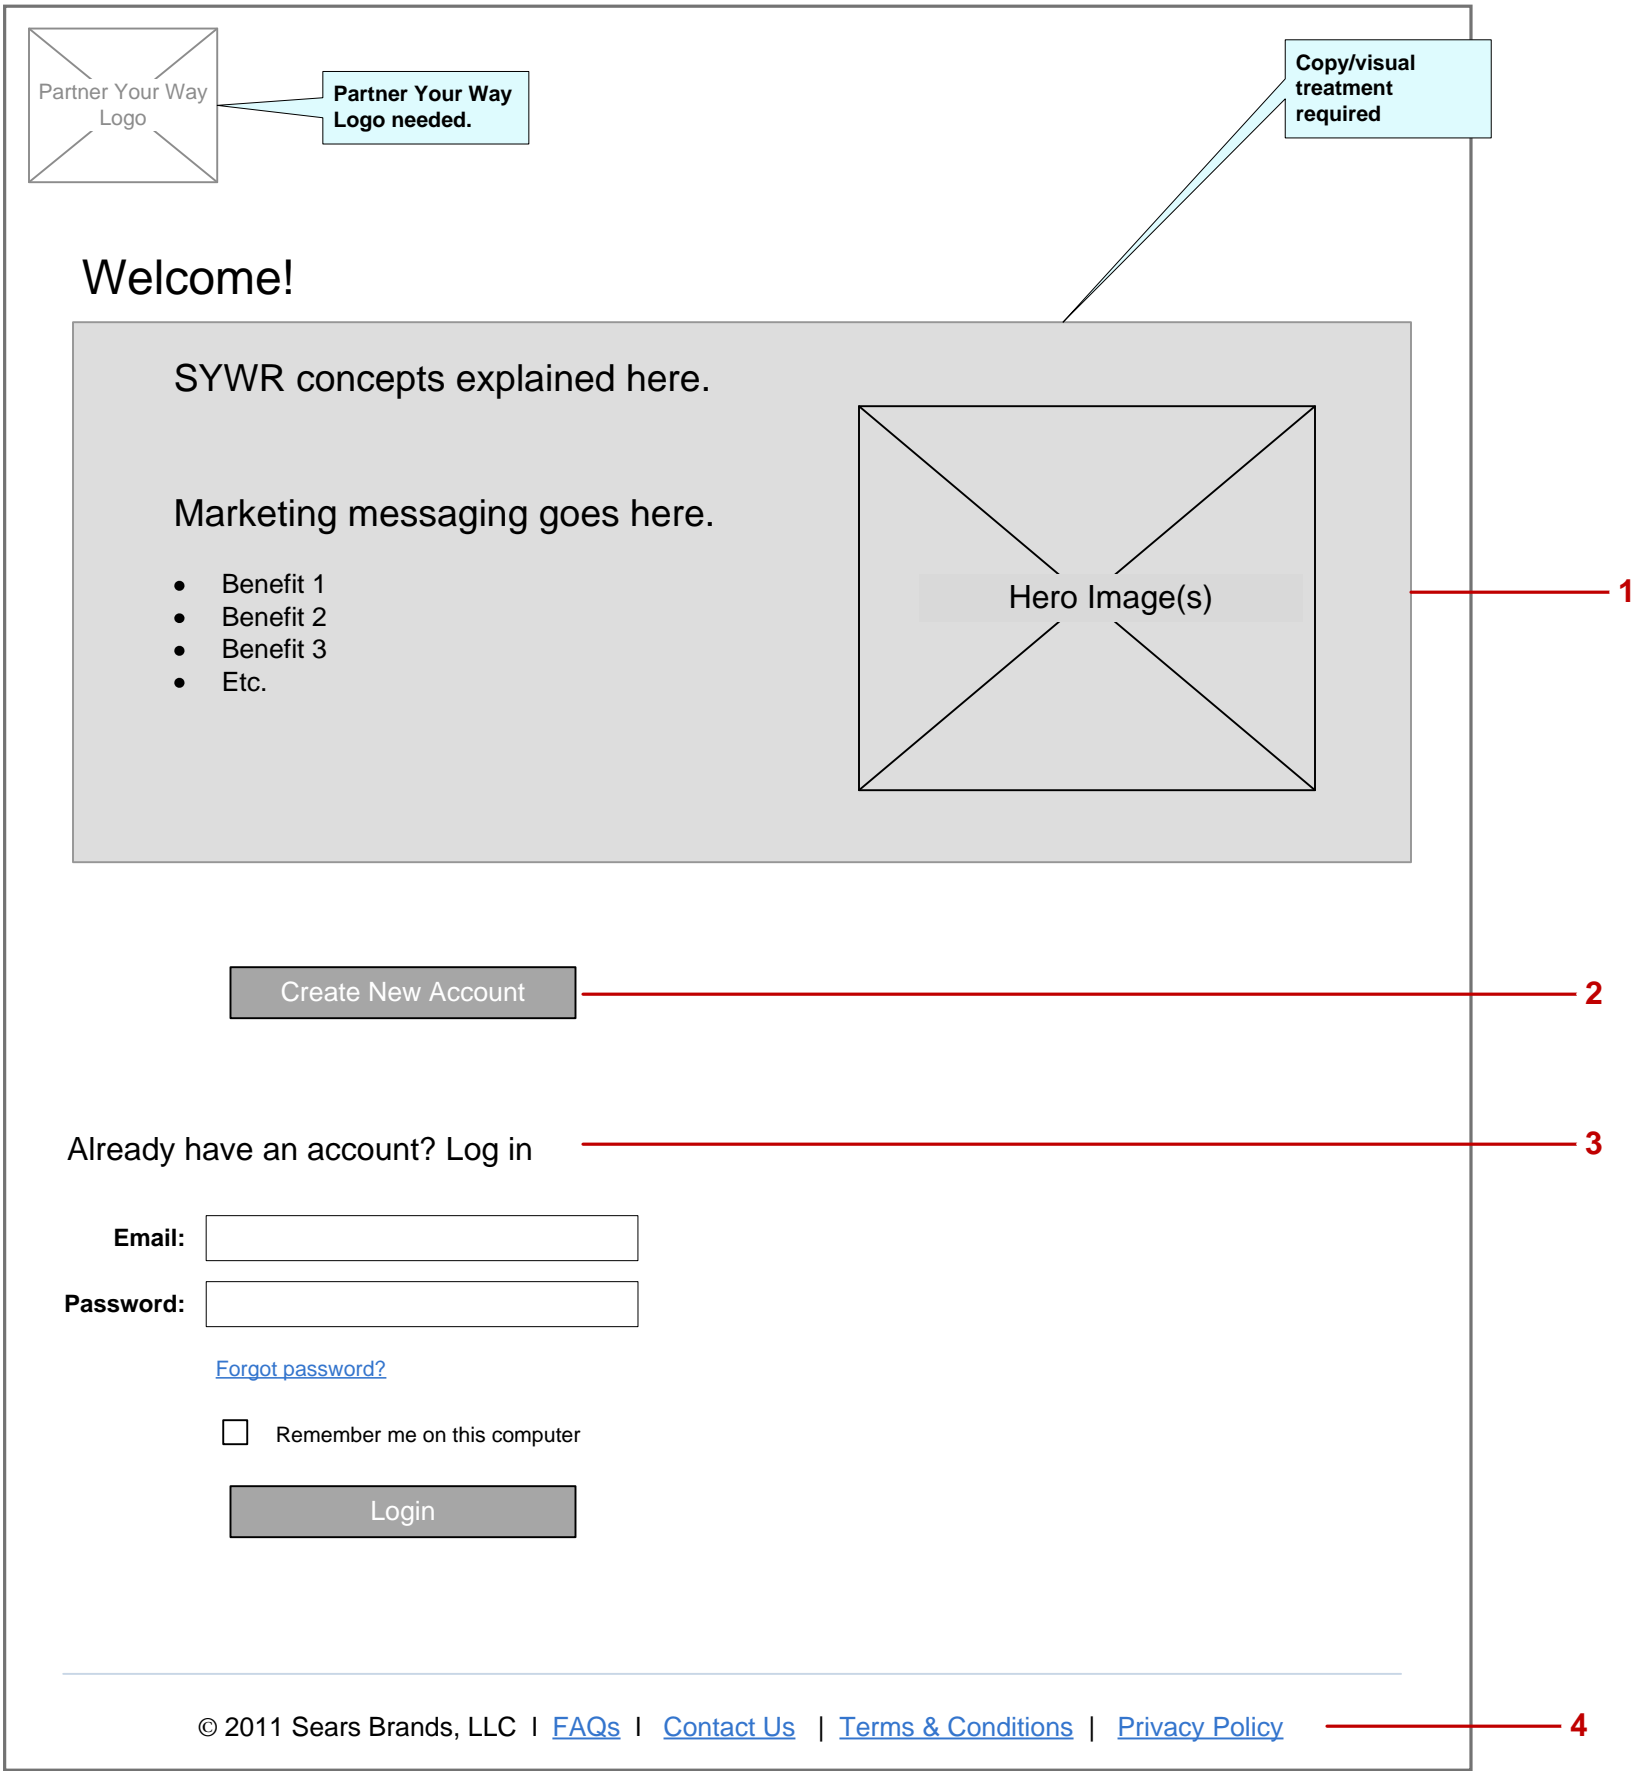 Partner Your Way
Logo
Partner Your Way
Logo needed.
Copy/visual
treatment
required
Welcome!
SYWR concepts explained here.
Marketing messaging goes here.
• Benefit 1
• Benefit 2
• Benefit 3
• Etc.
Hero Image(s)
1
Create New Account
2
Already have an account? Log in
3
Email:
Password:
Forgot password?
Remember me on this computer
Login
© 2011 Sears Brands, LLC I FAQs I Contact Us | Terms & Conditions | Privacy Policy
4